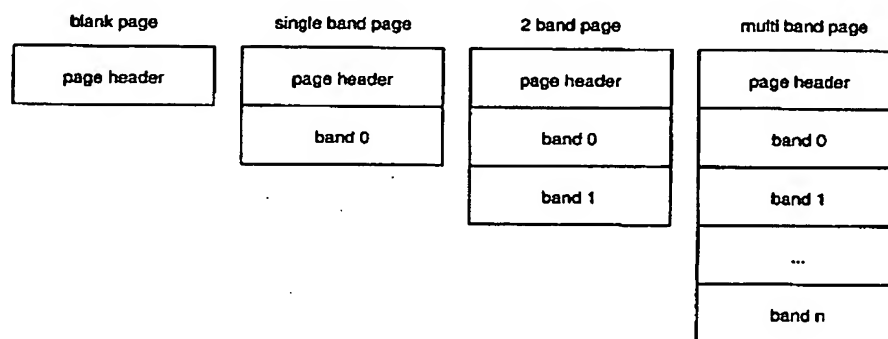 blank page
page header
single band page
page header
band 0
2 band page
page header
band 0
band 1
multi band page
page header
band 0
band 1
...
band n